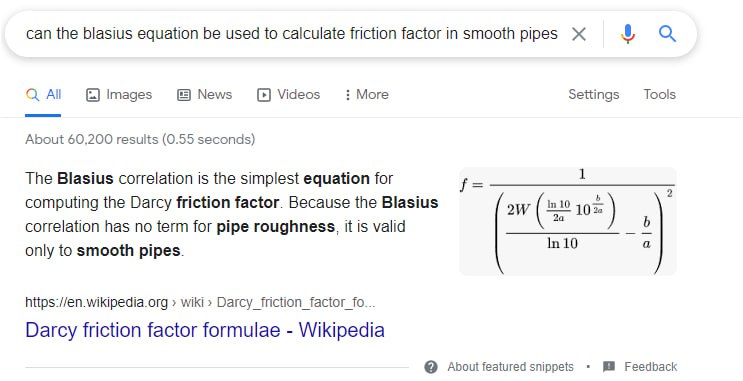 can the blasius equation be used to calculate friction factor in smooth pipes
All Images News Videos More Settings Tools
About 60,200 results (0.55 seconds)
The Blasius correlation is the simplest equation for
computing the Darcy friction factor. Because the Blasius
correlation has no term for pipe roughness, it is valid
only to smooth pipes.
f = 1 / ( 2W ( ln 10 / 2a 10^(b/2a) ) / ln 10 − b / a )^2
https://en.wikipedia.org › wiki › Darcy_friction_factor_fo...
Darcy friction factor formulae - Wikipedia
About featured snippets • Feedback